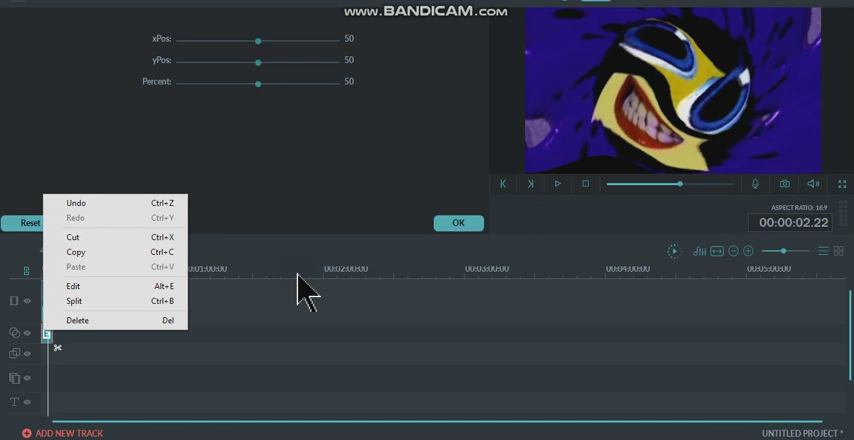 www.BANDICAM.com
xPos: 50
yPos: 50
Percent: 50
Undo Ctrl+Z
Redo Ctrl+Y
Cut Ctrl+X
Copy Ctrl+C
Paste Ctrl+V
Edit Alt+E
Split Ctrl+B
Delete Del
Reset
OK
ASPECT RATIO: 16:9
00:00:02.22
00:01:00:00
00:02:00:00
00:03:00:00
00:04:00:00
00:05:00:00
E
T
ADD NEW TRACK
UNTITLED PROJECT *